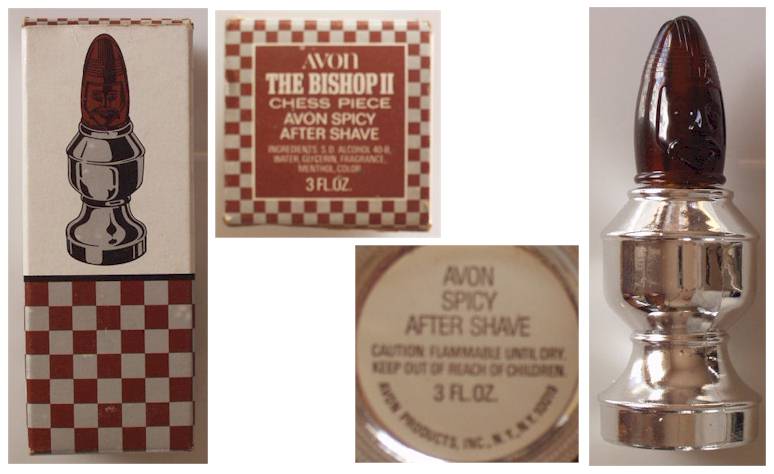 AVON
THE BISHOP II
CHESS PIECE
AVON SPICY
AFTER SHAVE
INGREDIENTS: S.D. ALCOHOL 40-B,
WATER, GLYCERIN, FRAGRANCE,
MENTHOL, COLOR
3 FL.OZ.
AVON
SPICY
AFTER SHAVE
CAUTION: FLAMMABLE UNTIL DRY.
KEEP OUT OF REACH OF CHILDREN.
3 FL.OZ.
AVON PRODUCTS, INC., N.Y., N.Y. 10019